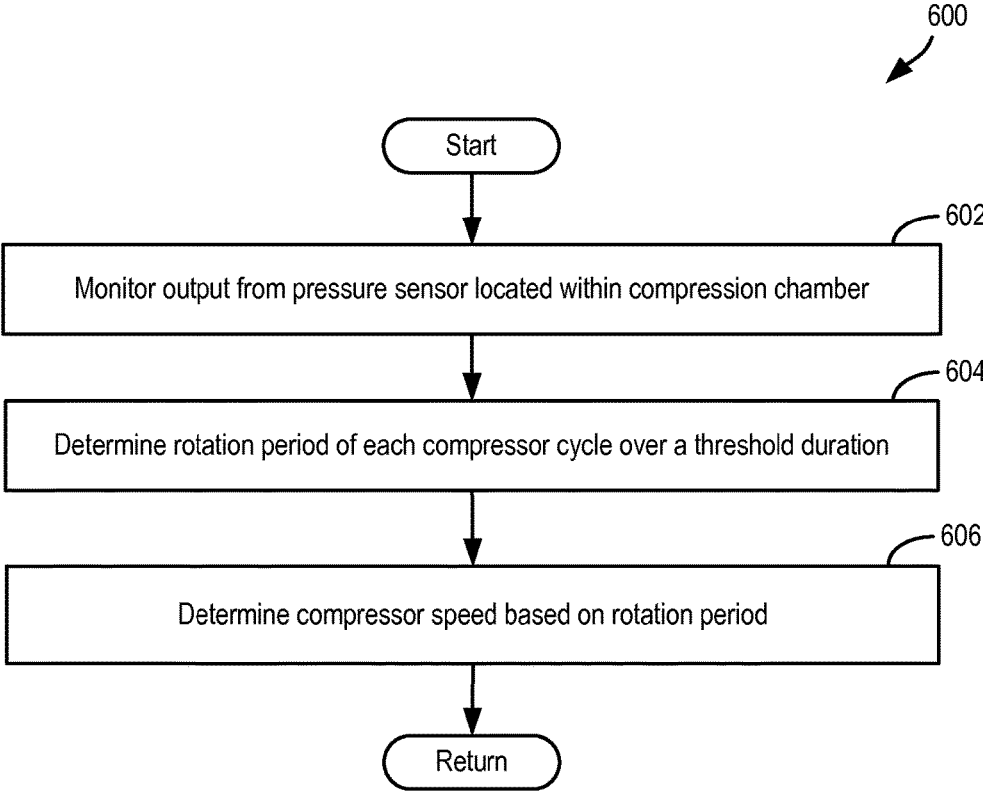 600
Start
602
Monitor output from pressure sensor located within compression chamber
604
Determine rotation period of each compressor cycle over a threshold duration
606
Determine compressor speed based on rotation period
Return